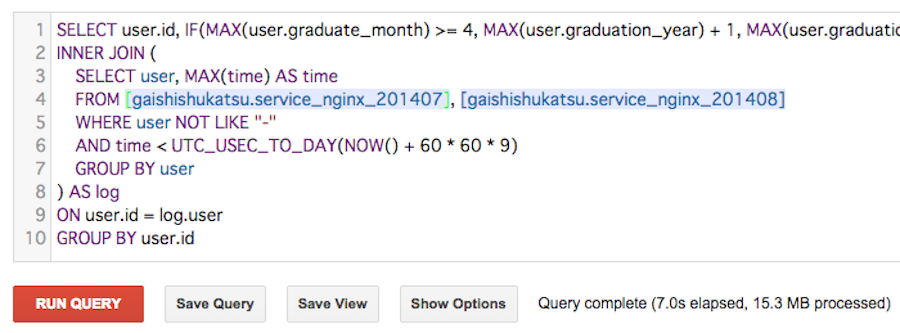 1 SELECT user.id, IF(MAX(user.graduate_month) >= 4, MAX(user.graduation_year) + 1, MAX(user.graduatic
2 INNER JOIN (
3 SELECT user, MAX(time) AS time
4 FROM [gaishishukatsu.service_nginx_201407], [gaishishukatsu.service_nginx_201408]
5 WHERE user NOT LIKE "-"
6 AND time < UTC_USEC_TO_DAY(NOW() + 60 * 60 * 9)
7 GROUP BY user
8 ) AS log
9 ON user.id = log.user
10 GROUP BY user.id
RUN QUERY Save Query Save View Show Options Query complete (7.0s elapsed, 15.3 MB processed)